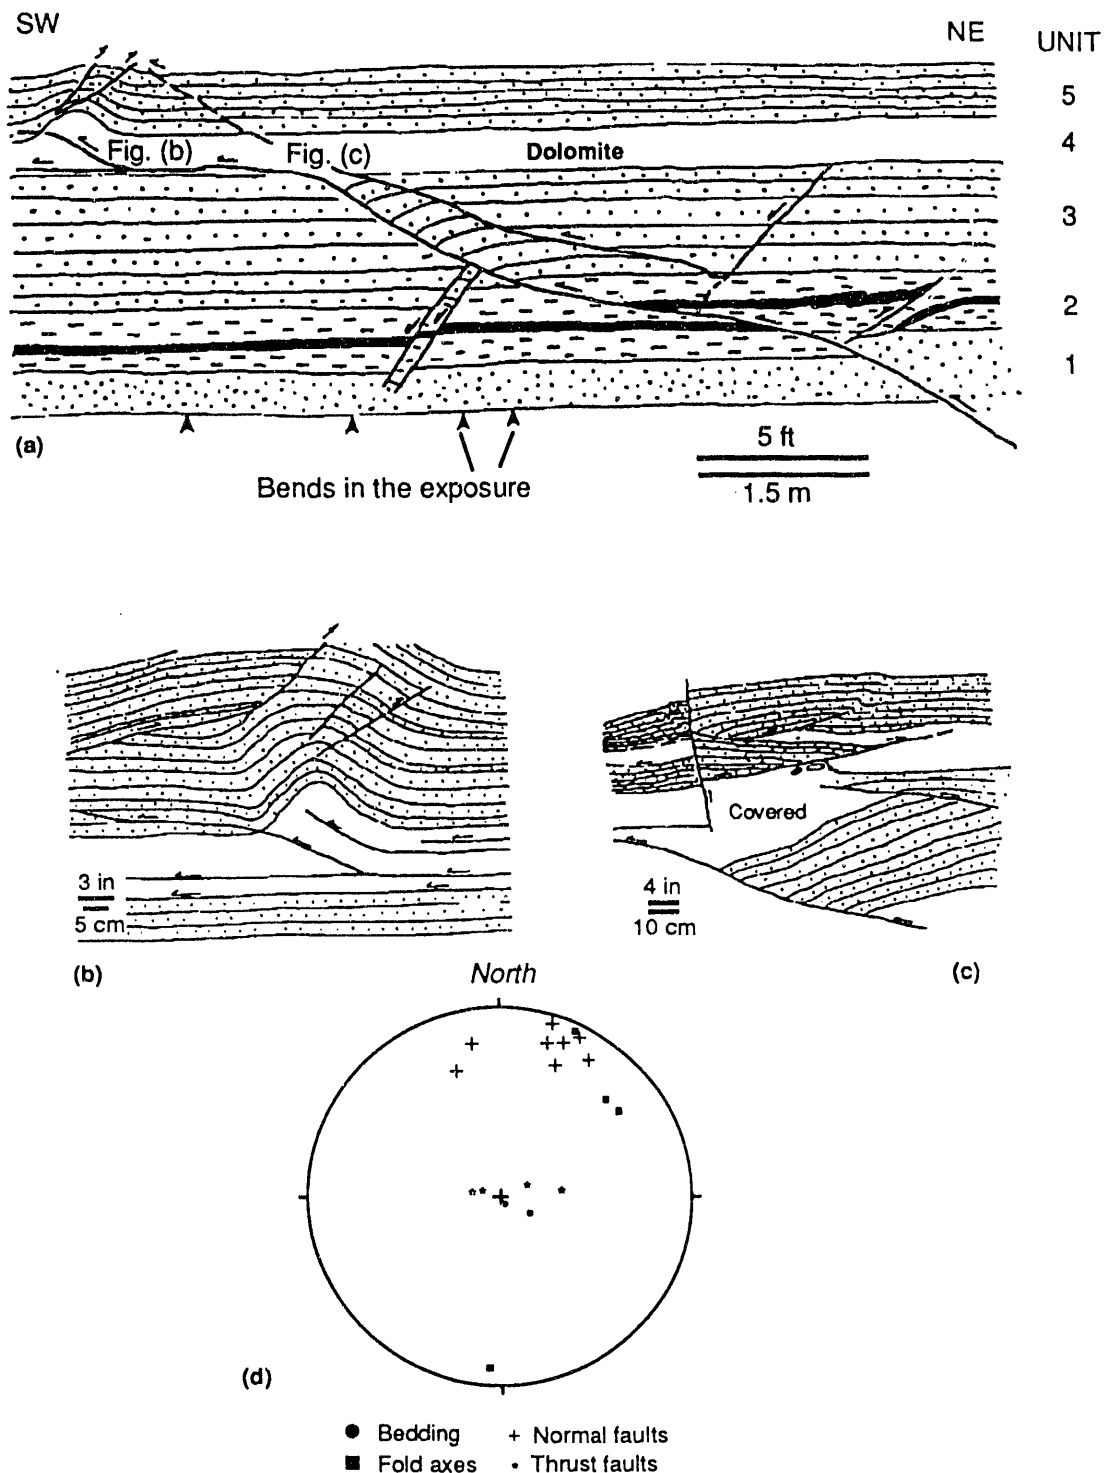 SW
NE
UNIT
5
4
3
2
1
Fig. (b)
Fig. (c)
Dolomite
(a)
Bends in the exposure
5 ft
1.5 m
3 in
5 cm
(b)
Covered
4 in
10 cm
(c)
North
(d)
Bedding
Normal faults
Fold axes
Thrust faults